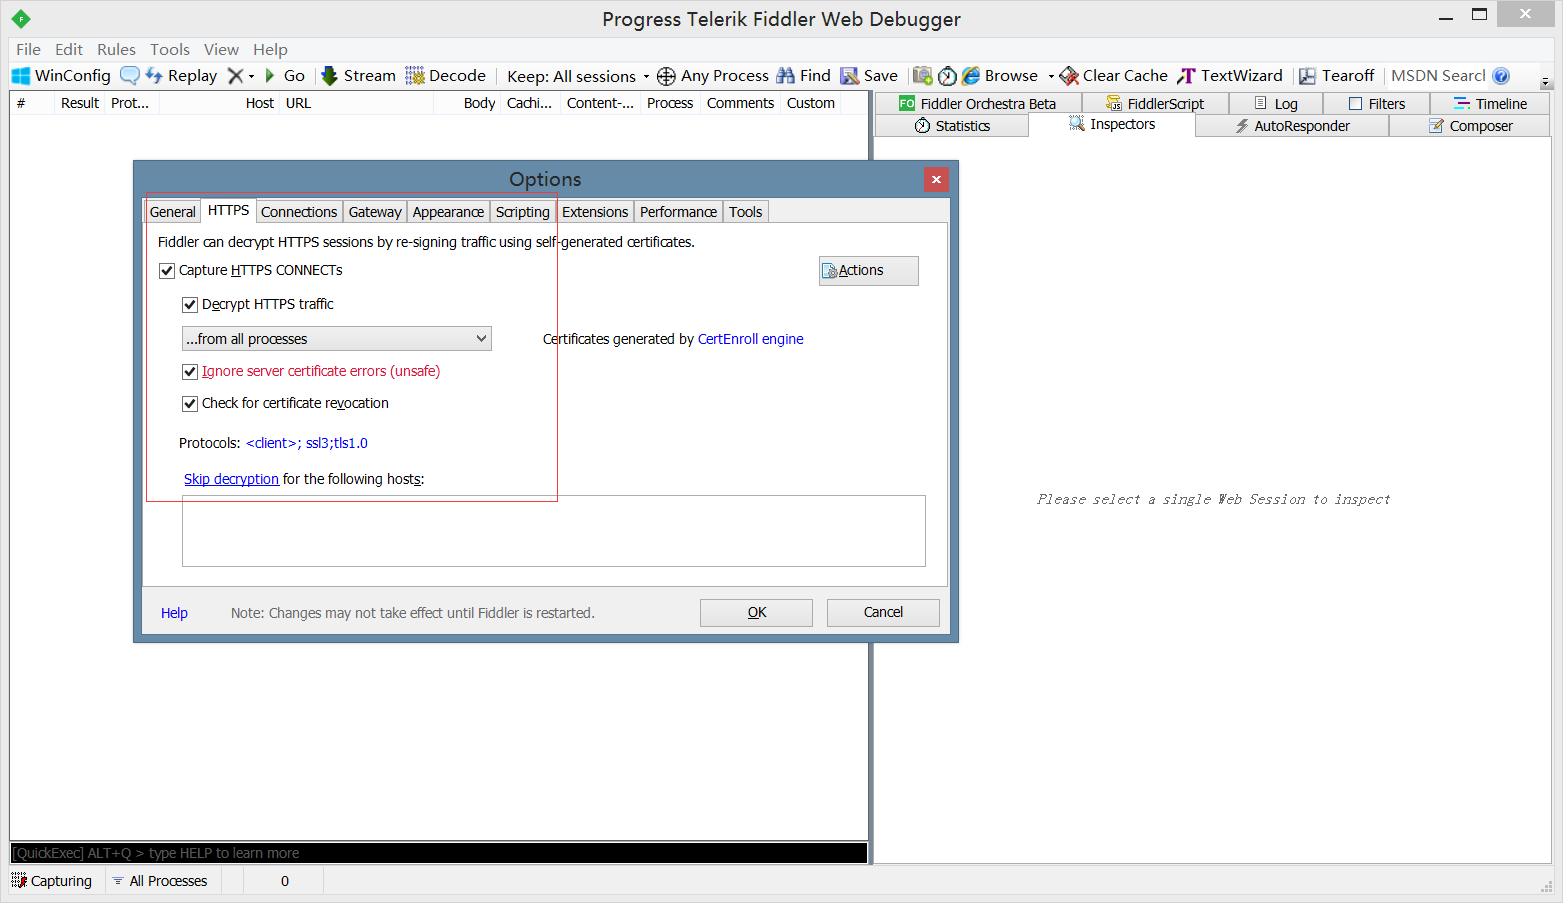 Progress Telerik Fiddler Web Debugger
File Edit Rules Tools View Help
WinConfig Replay Go Stream Decode Keep: All sessions Any Process Find Save Browse Clear Cache TextWizard Tearoff MSDN Search
# Result Prot... Host URL Body Cachi... Content-... Process Comments Custom
FO Fiddler Orchestra Beta FiddlerScript Log Filters Timeline
Statistics Inspectors AutoResponder Composer
Options
General HTTPS Connections Gateway Appearance Scripting Extensions Performance Tools
Fiddler can decrypt HTTPS sessions by re-signing traffic using self-generated certificates.
Capture HTTPS CONNECTs
Actions
Decrypt HTTPS traffic
...from all processes
Certificates generated by CertEnroll engine
Ignore server certificate errors (unsafe)
Check for certificate revocation
Protocols: <client>; ssl3;tls1.0
Skip decryption for the following hosts:
Please select a single Web Session to inspect
Help
Note: Changes may not take effect until Fiddler is restarted.
OK
Cancel
[QuickExec] ALT+Q > type HELP to learn more
Capturing All Processes 0